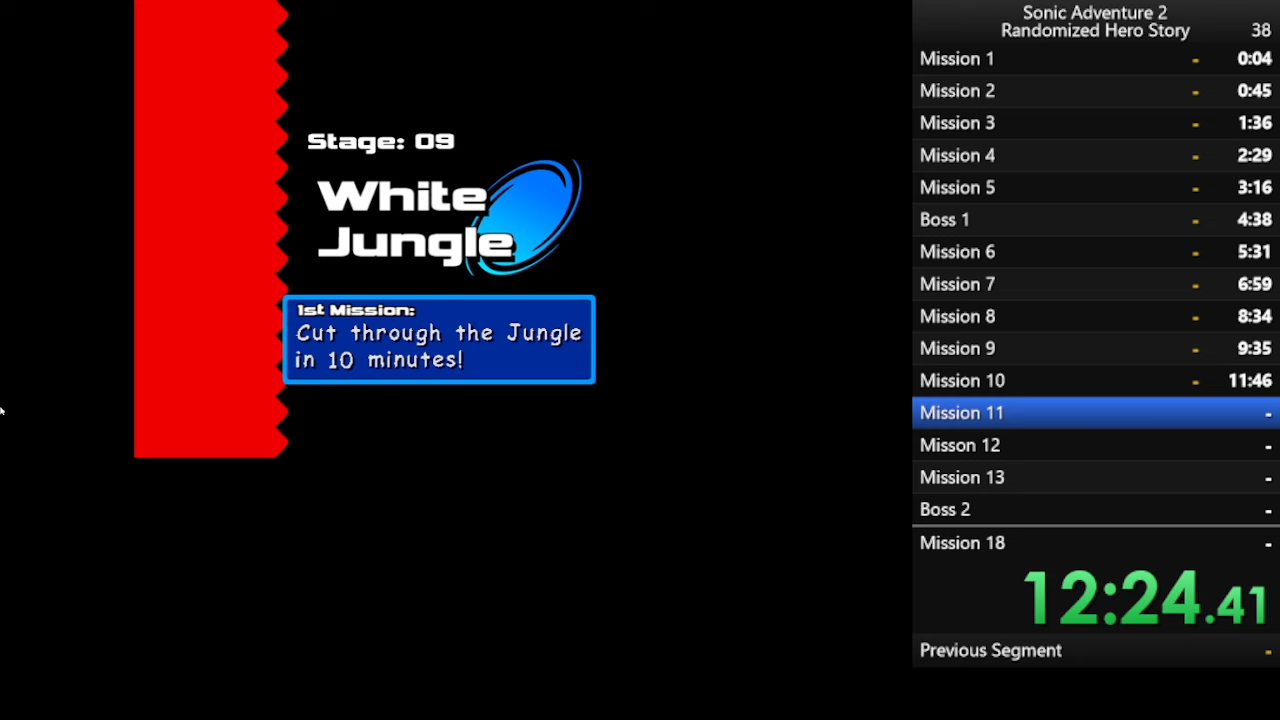 Stage: 09
White
Jungle
1st Mission:
Cut through the Jungle
in 10 minutes!
Sonic Adventure 2
Randomized Hero Story 38
Mission 1 - 0:04
Mission 2 - 0:45
Mission 3 - 1:36
Mission 4 - 2:29
Mission 5 - 3:16
Boss 1 - 4:38
Mission 6 - 5:31
Mission 7 - 6:59
Mission 8 - 8:34
Mission 9 - 9:35
Mission 10 - 11:46
Mission 11 -
Misson 12 -
Mission 13 -
Boss 2 -
Mission 18 -
12:24.41
Previous Segment -